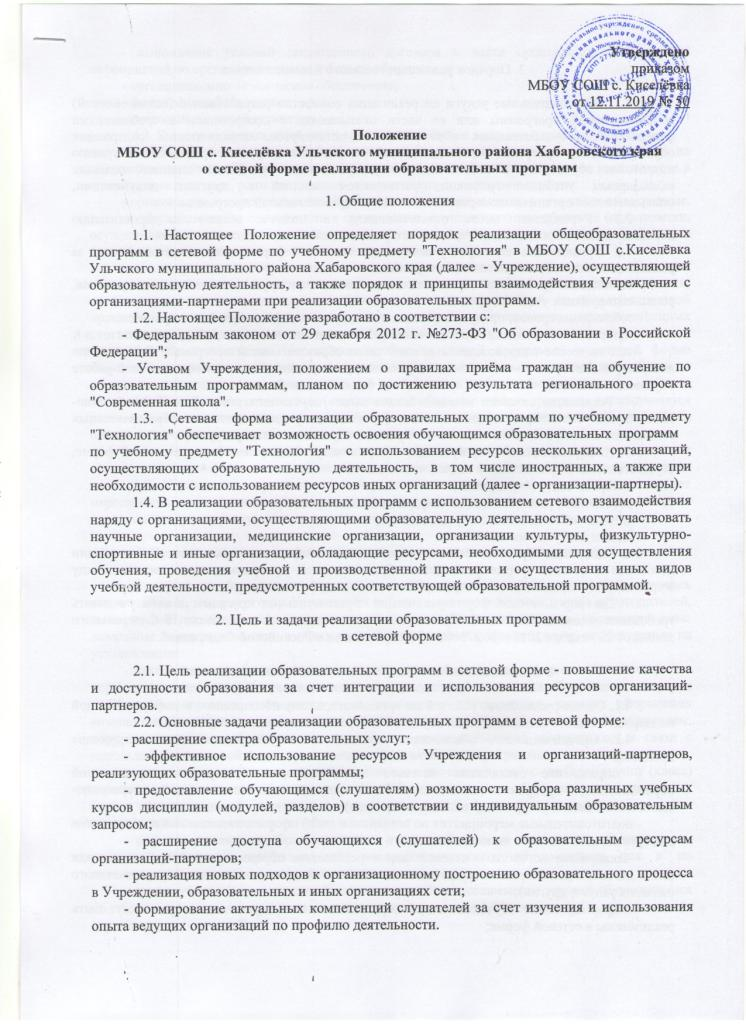 Утверждено
приказом
МБОУ СОШ с. Киселёвка
от 12.11.2019 № 50
Положение
МБОУ СОШ с. Киселёвка Ульчского муниципального района Хабаровского края
о сетевой форме реализации образовательных программ
1. Общие положения
1.1. Настоящее Положение определяет порядок реализации общеобразовательных
программ в сетевой форме по учебному предмету "Технология" в МБОУ СОШ с.Киселёвка
Ульчского муниципального района Хабаровского края (далее - Учреждение), осуществляющей
образовательную деятельность, а также порядок и принципы взаимодействия Учреждения с
организациями-партнерами при реализации образовательных программ.
1.2. Настоящее Положение разработано в соответствии с:
- Федеральным законом от 29 декабря 2012 г. №273-ФЗ "Об образовании в Российской
Федерации";
- Уставом Учреждения, положением о правилах приёма граждан на обучение по
образовательным программам, планом по достижению результата регионального проекта
"Современная школа".
1.3. Сетевая форма реализации образовательных программ по учебному предмету
"Технология" обеспечивает возможность освоения обучающимся образовательных программ
по учебному предмету "Технология" с использованием ресурсов нескольких организаций,
осуществляющих образовательную деятельность, в том числе иностранных, а также при
необходимости с использованием ресурсов иных организаций (далее - организации-партнеры).
1.4. В реализации образовательных программ с использованием сетевого взаимодействия
наряду с организациями, осуществляющими образовательную деятельность, могут участвовать
научные организации, медицинские организации, организации культуры, физкультурно-
спортивные и иные организации, обладающие ресурсами, необходимыми для осуществления
обучения, проведения учебной и производственной практики и осуществления иных видов
учебной деятельности, предусмотренных соответствующей образовательной программой.
2. Цель и задачи реализации образовательных программ
в сетевой форме
2.1. Цель реализации образовательных программ в сетевой форме - повышение качества
и доступности образования за счет интеграции и использования ресурсов организаций-
партнеров.
2.2. Основные задачи реализации образовательных программ в сетевой форме:
- расширение спектра образовательных услуг;
- эффективное использование ресурсов Учреждения и организаций-партнеров,
реализующих образовательные программы;
- предоставление обучающимся (слушателям) возможности выбора различных учебных
курсов дисциплин (модулей, разделов) в соответствии с индивидуальным образовательным
запросом;
- расширение доступа обучающихся (слушателей) к образовательным ресурсам
организаций-партнеров;
- реализация новых подходов к организационному построению образовательного процесса
в Учреждении, образовательных и иных организациях сети;
- формирование актуальных компетенций слушателей за счет изучения и использования
опыта ведущих организаций по профилю деятельности.